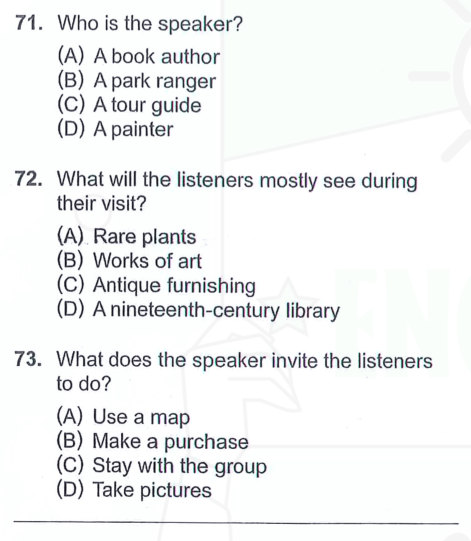 71. Who is the speaker?
(A) A book author
(B) A park ranger
(C) A tour guide
(D) A painter
72. What will the listeners mostly see during
their visit?
(A) Rare plants
(B) Works of art
(C) Antique furnishing
(D) A nineteenth-century library
73. What does the speaker invite the listeners
to do?
(A) Use a map
(B) Make a purchase
(C) Stay with the group
(D) Take pictures